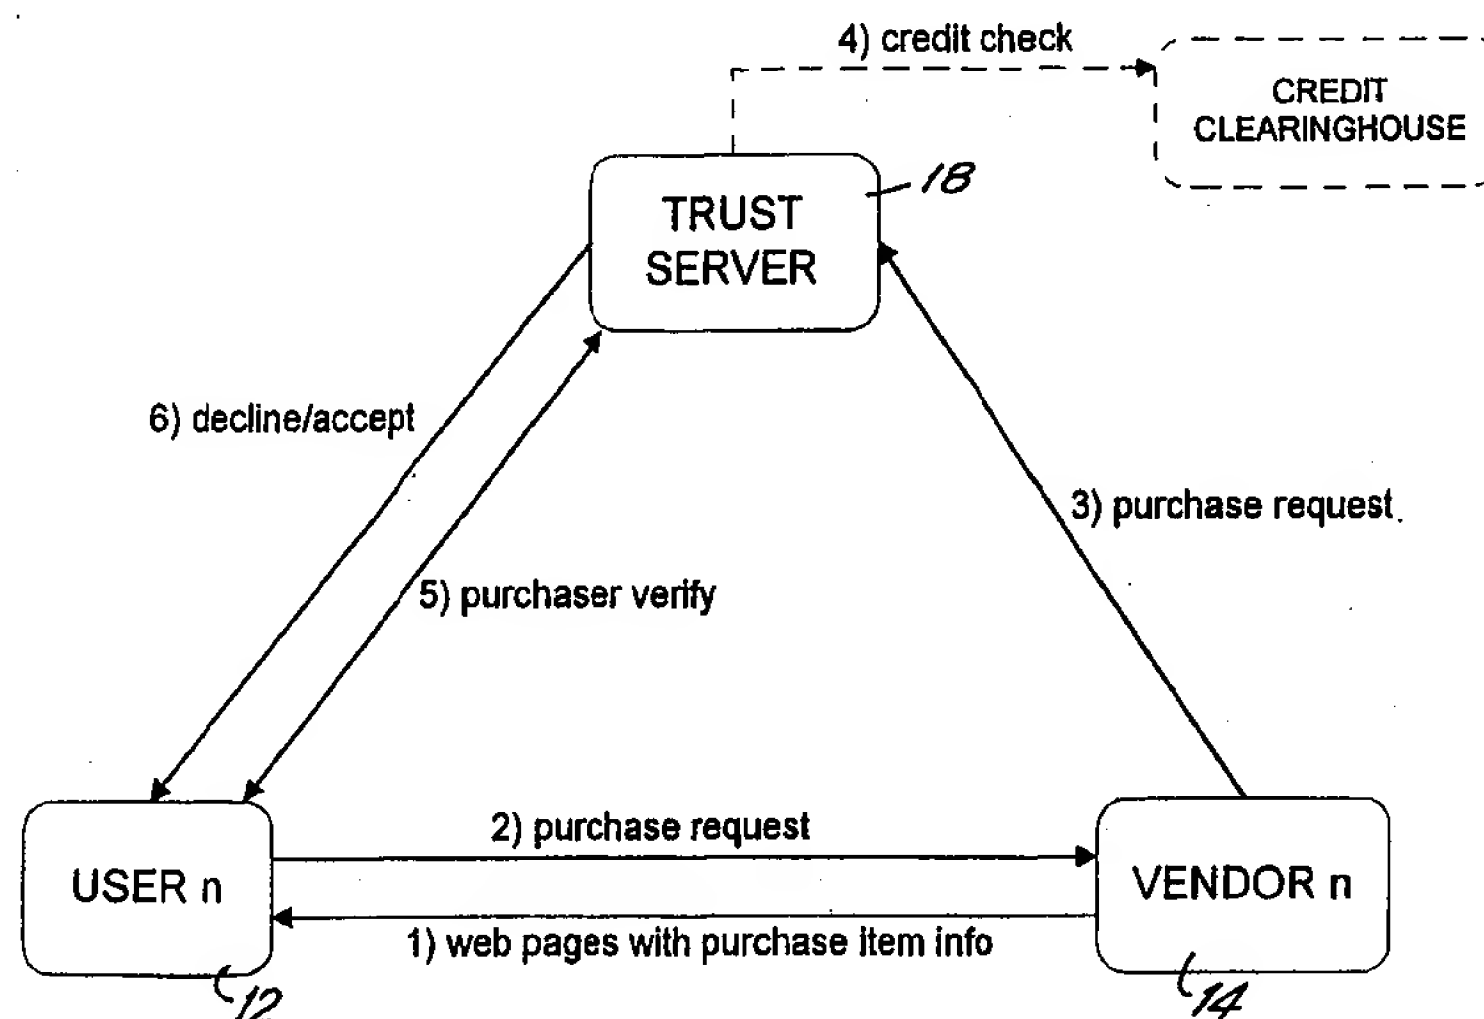 4) credit check
CREDIT
CLEARINGHOUSE
18
TRUST
SERVER
6) decline/accept
3) purchase request
5) purchaser verify
2) purchase request
USER n
VENDOR n
1) web pages with purchase item info
12
14